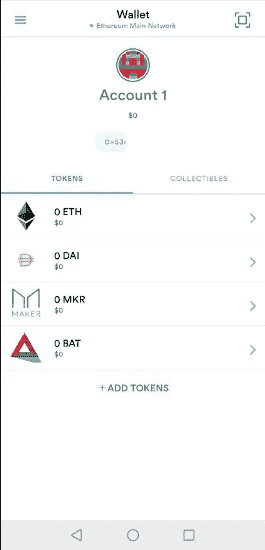 Wallet
Ethereum Main Network
Account 1
$0
0x534
TOKENS
COLLECTIBLES
0 ETH
$0
0 DAI
$0
MAKER
0 MKR
$0
0 BAT
$0
+ ADD TOKENS